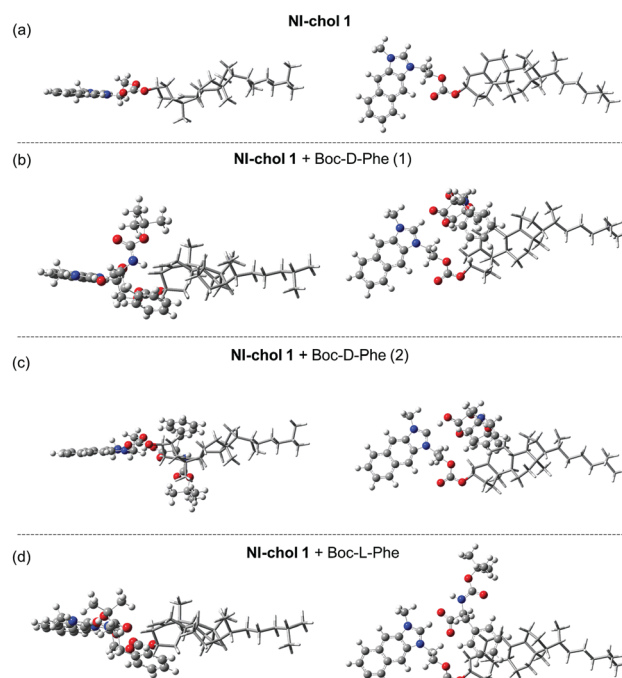 (a) NI-chol 1
(b) NI-chol 1 + Boc-D-Phe (1)
(c) NI-chol 1 + Boc-D-Phe (2)
(d) NI-chol 1 + Boc-L-Phe